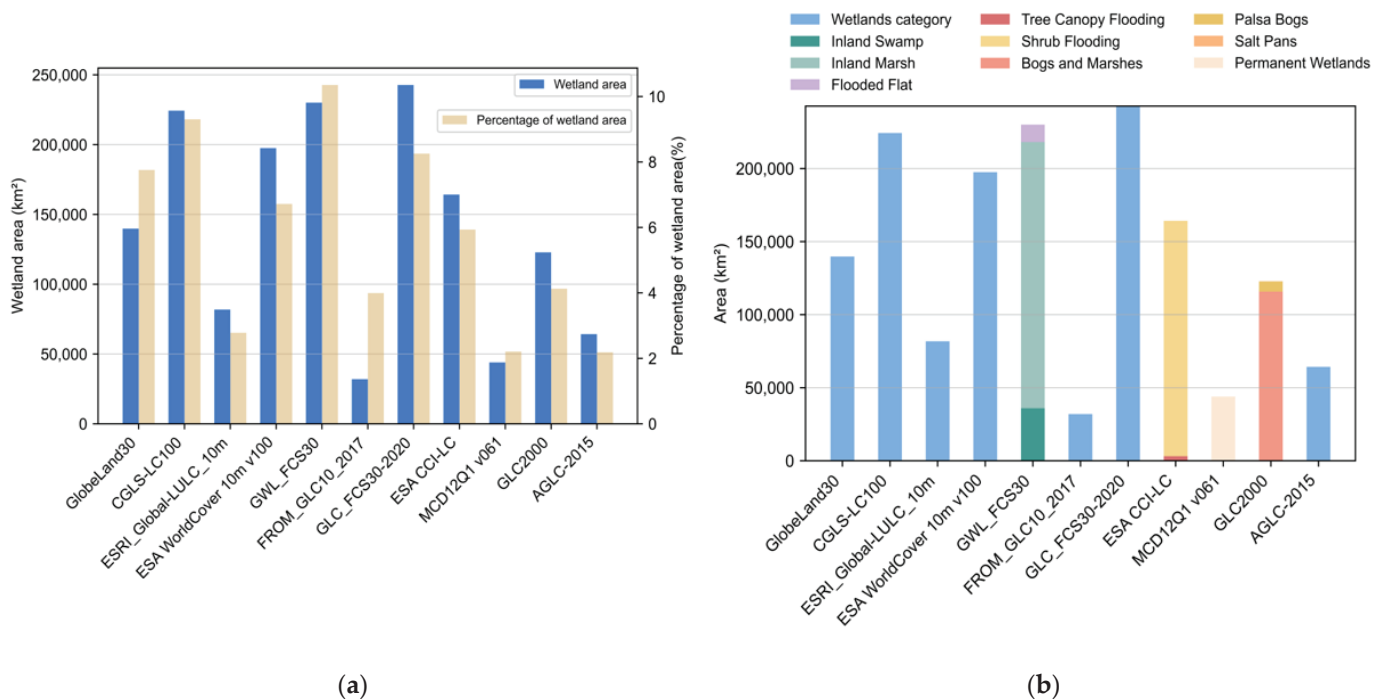 250,000
200,000
150,000
100,000
50,000
0
Wetland area (km²)
Wetland area
Percentage of wetland area
10
8
6
4
2
0
Percentage of wetland area(%)
GlobeLand30
CGLS-LC100
ESRI_Global-LULC_10m
ESA WorldCover 10m v100
GWL_FCS30
FROM_GLC10_2017
GLC_FCS30-2020
ESA CCI-LC
MCD12Q1 v061
GLC2000
AGLC-2015
(a)
Wetlands category
Tree Canopy Flooding
Palsa Bogs
Inland Swamp
Shrub Flooding
Salt Pans
Inland Marsh
Bogs and Marshes
Permanent Wetlands
Flooded Flat
200,000
150,000
100,000
50,000
0
Area (km²)
GlobeLand30
CGLS-LC100
ESRI_Global-LULC_10m
ESA WorldCover 10m v100
GWL_FCS30
FROM_GLC10_2017
GLC_FCS30-2020
ESA CCI-LC
MCD12Q1 v061
GLC2000
AGLC-2015
(b)